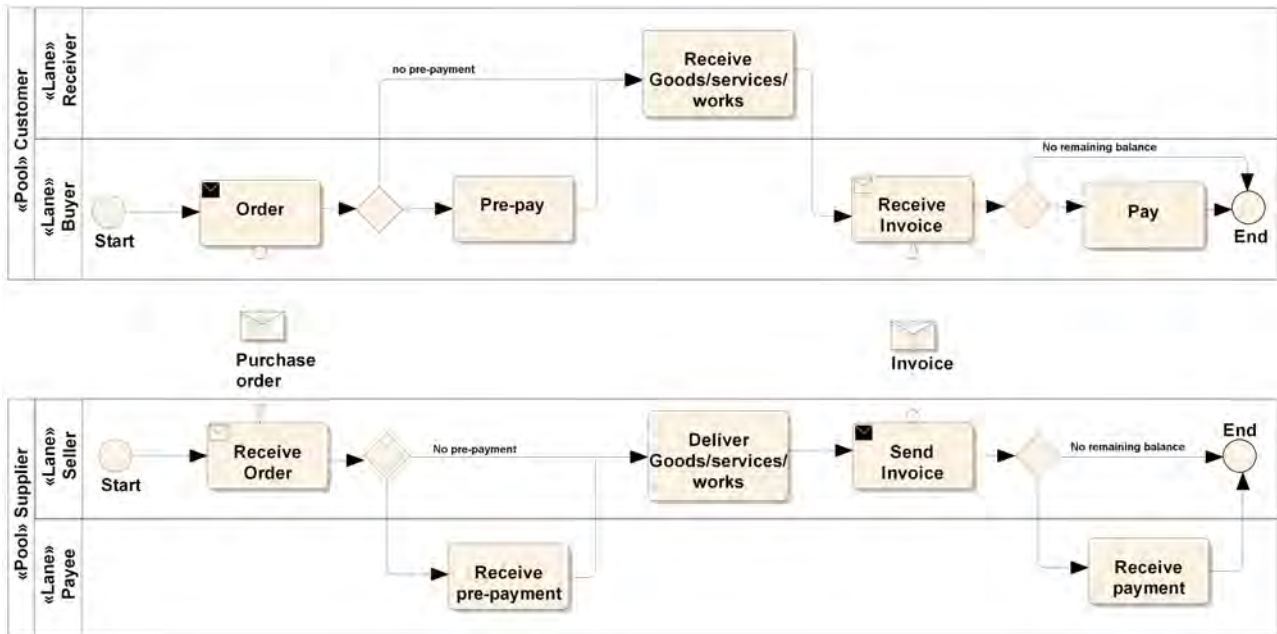 «Pool» Customer
«Lane»
Receiver
no pre-payment
Receive
Goods/services/
works
«Lane»
Buyer
Start
Order
Pre-pay
Receive
Invoice
No remaining balance
Pay
End
Purchase
order
Invoice
«Pool» Supplier
«Lane»
Seller
Start
Receive
Order
No pre-payment
Deliver
Goods/services/
works
Send
Invoice
No remaining balance
End
«Lane»
Payee
Receive
pre-payment
Receive
payment